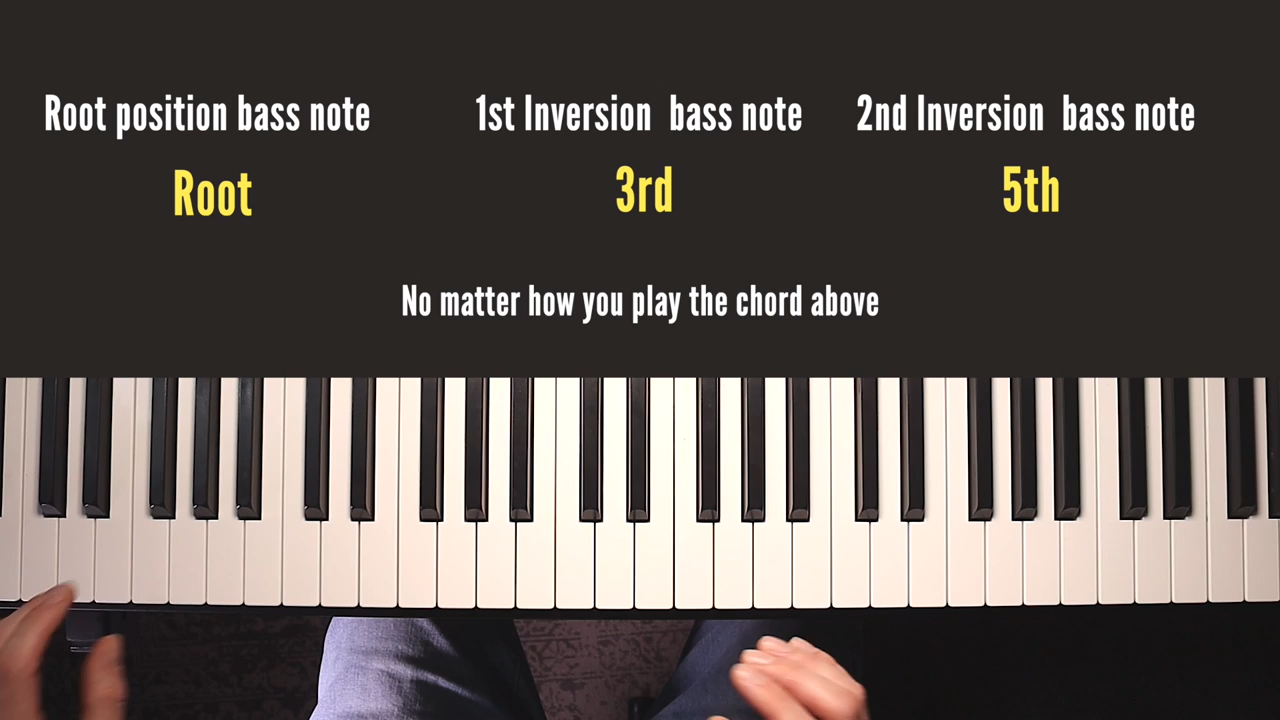 Root position bass note
Root
1st Inversion bass note
3rd
2nd Inversion bass note
5th
No matter how you play the chord above